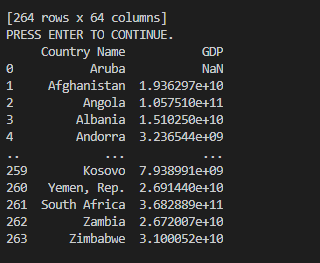 [264 rows x 64 columns]
PRESS ENTER TO CONTINUE.
Country Name GDP
0 Aruba NaN
1 Afghanistan 1.936297e+10
2 Angola 1.057510e+11
3 Albania 1.510250e+10
4 Andorra 3.236544e+09
.. ... ...
259 Kosovo 7.938991e+09
260 Yemen, Rep. 2.691440e+10
261 South Africa 3.682889e+11
262 Zambia 2.672007e+10
263 Zimbabwe 3.100052e+10